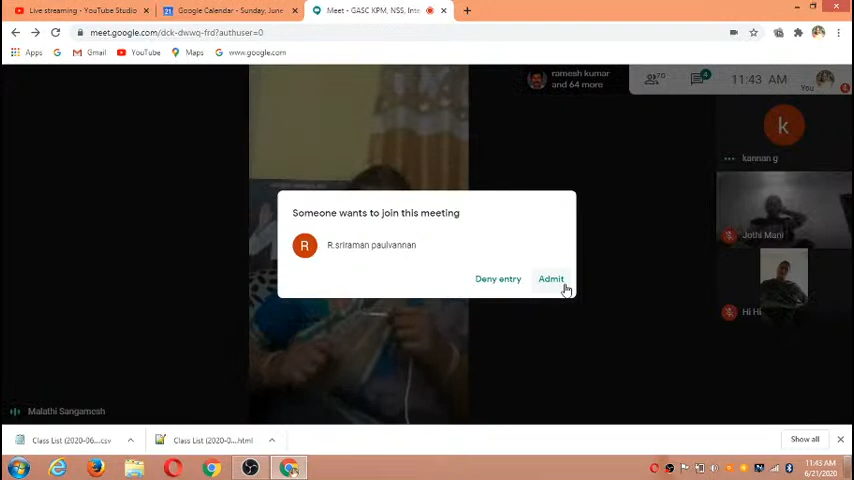 Live streaming - YouTube Studio
Google Calendar - Sunday, June
Meet - GASC KPM, NSS, Inte
meet.google.com/dck-dwwq-frd?authuser=0
Apps
Gmail
YouTube
Maps
www.google.com
ramesh kumar
and 64 more
70
4
11:43 AM
You
k
kannan g
Jothi Mani
Hi Hi
Someone wants to join this meeting
R
R.sriraman paulvannan
Deny entry
Admit
Malathi Sangamesh
Class List (2020-06....csv
Class List (2020-0....html
Show all
11:43 AM
6/21/2020